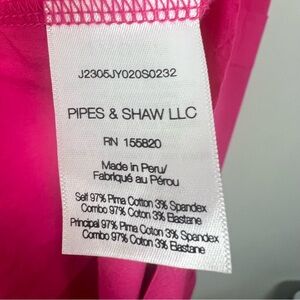 J2305JY020S0232
PIPES & SHAW LLC
RN 155820
Made in Peru/
Fabriqué au Pérou
Self 97% Pima Cotton 3% Spandex
Combo 97% Coton 3% Elastane
Principal 97% Pima Cotton 3% Spandex
Combo 97% Coton 3% Elastane